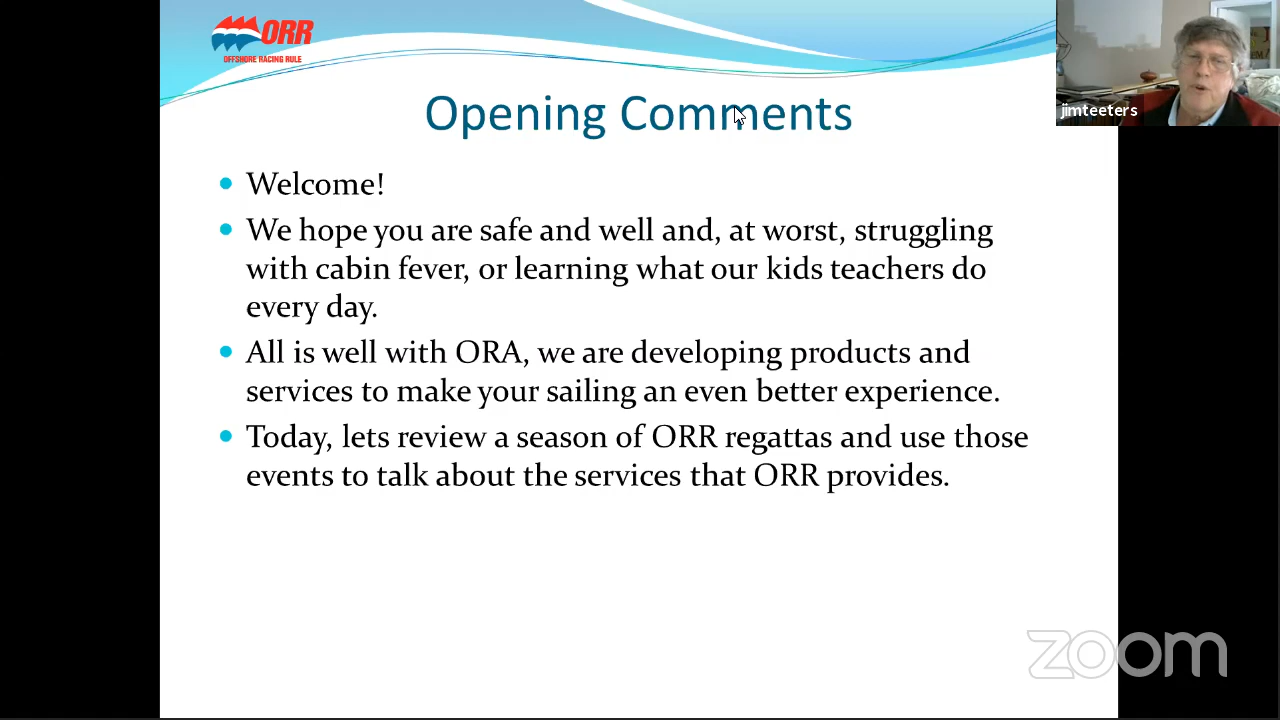 ORR
OFFSHORE RACING RULE
Opening Comments
jimteeters
Welcome!
We hope you are safe and well and, at worst, struggling
with cabin fever, or learning what our kids teachers do
every day.
All is well with ORA, we are developing products and
services to make your sailing an even better experience.
Today, lets review a season of ORR regattas and use those
events to talk about the services that ORR provides.
zoom